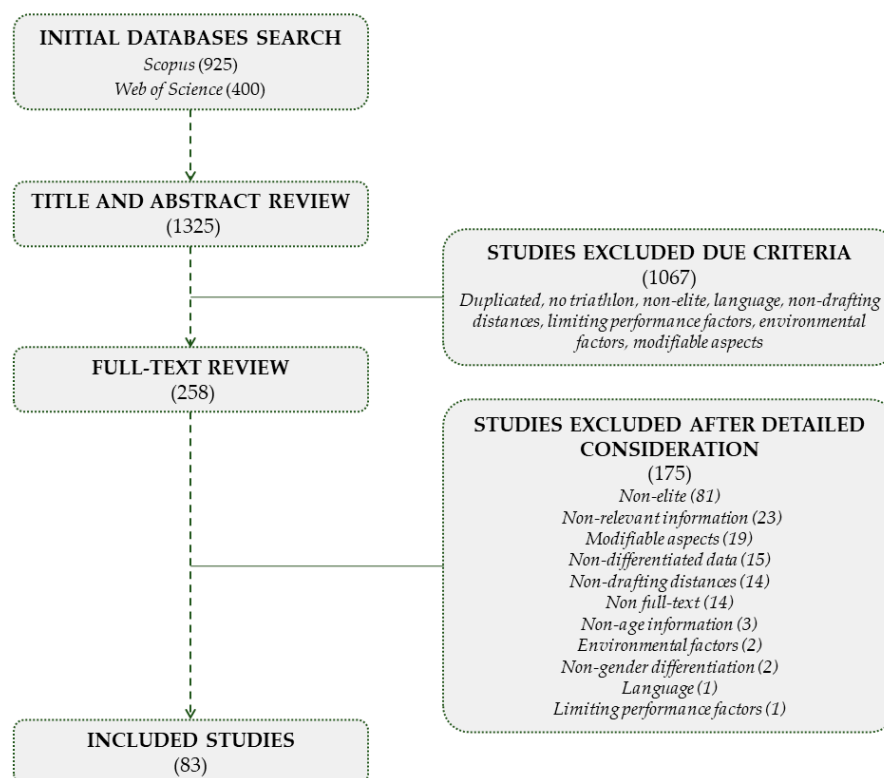 INITIAL DATABASES SEARCH
Scopus (925)
Web of Science (400)
TITLE AND ABSTRACT REVIEW
(1325)
STUDIES EXCLUDED DUE CRITERIA
(1067)
Duplicated, no triathlon, non-elite, language, non-drafting
distances, limiting performance factors, environmental
factors, modifiable aspects
FULL-TEXT REVIEW
(258)
STUDIES EXCLUDED AFTER DETAILED
CONSIDERATION
(175)
Non-elite (81)
Non-relevant information (23)
Modifiable aspects (19)
Non-differentiated data (15)
Non-drafting distances (14)
Non full-text (14)
Non-age information (3)
Environmental factors (2)
Non-gender differentiation (2)
Language (1)
Limiting performance factors (1)
INCLUDED STUDIES
(83)